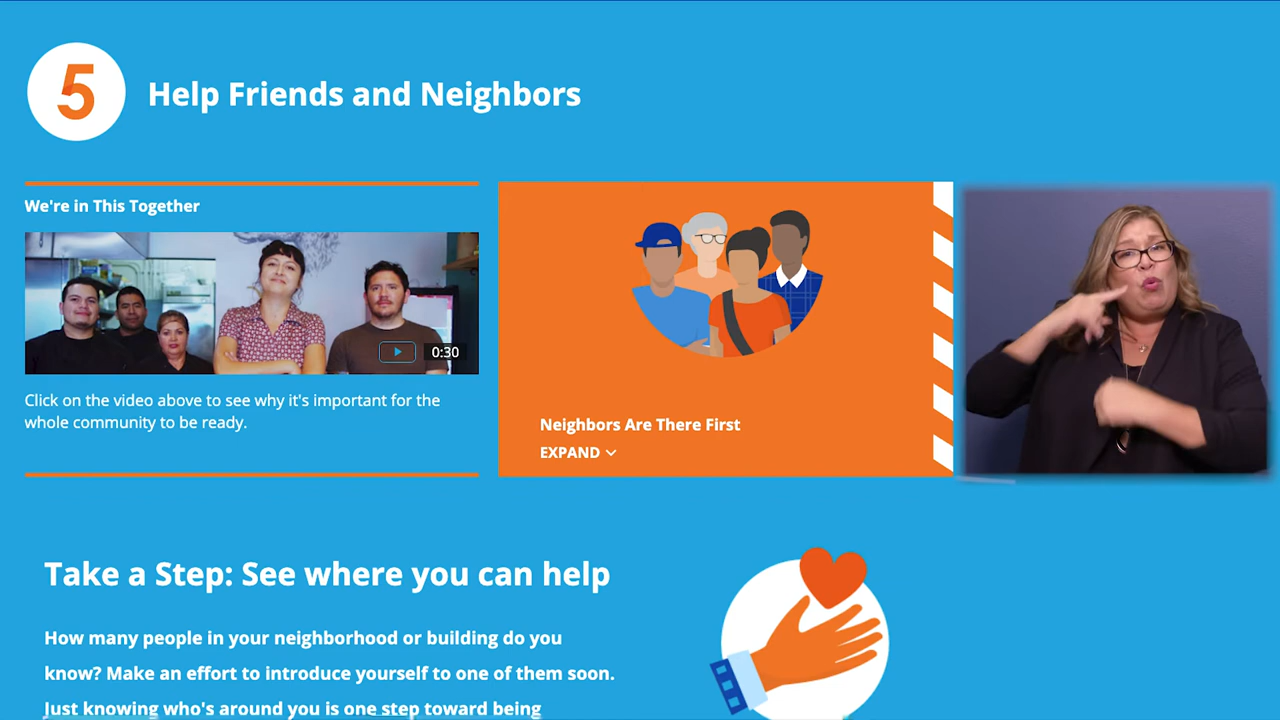 5
Help Friends and Neighbors
We're in This Together
0:30
Click on the video above to see why it's important for the
whole community to be ready.
Neighbors Are There First
EXPAND
Take a Step: See where you can help
How many people in your neighborhood or building do you
know? Make an effort to introduce yourself to one of them soon.
Just knowing who's around you is one step toward being